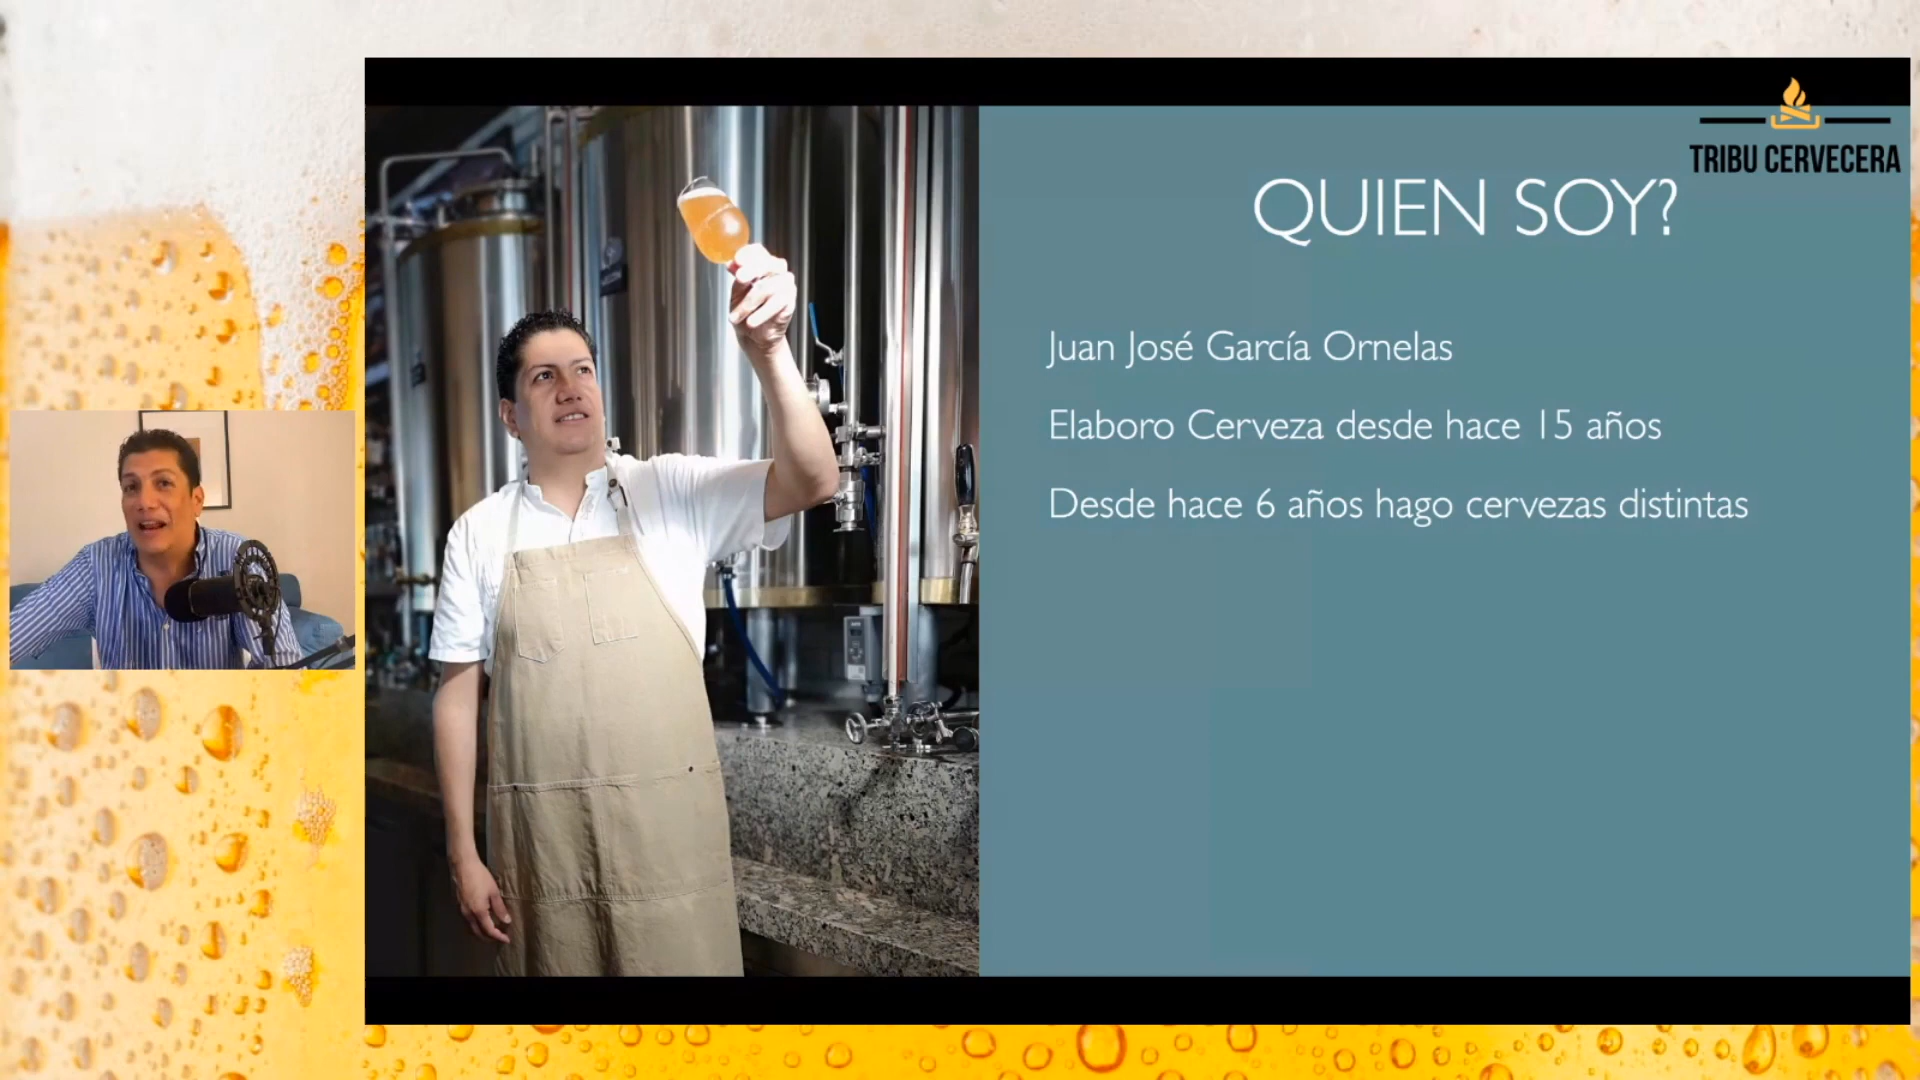 TRIBU CERVECERA
QUIEN SOY?
Juan José García Ornelas
Elaboro Cerveza desde hace 15 años
Desde hace 6 años hago cervezas distintas